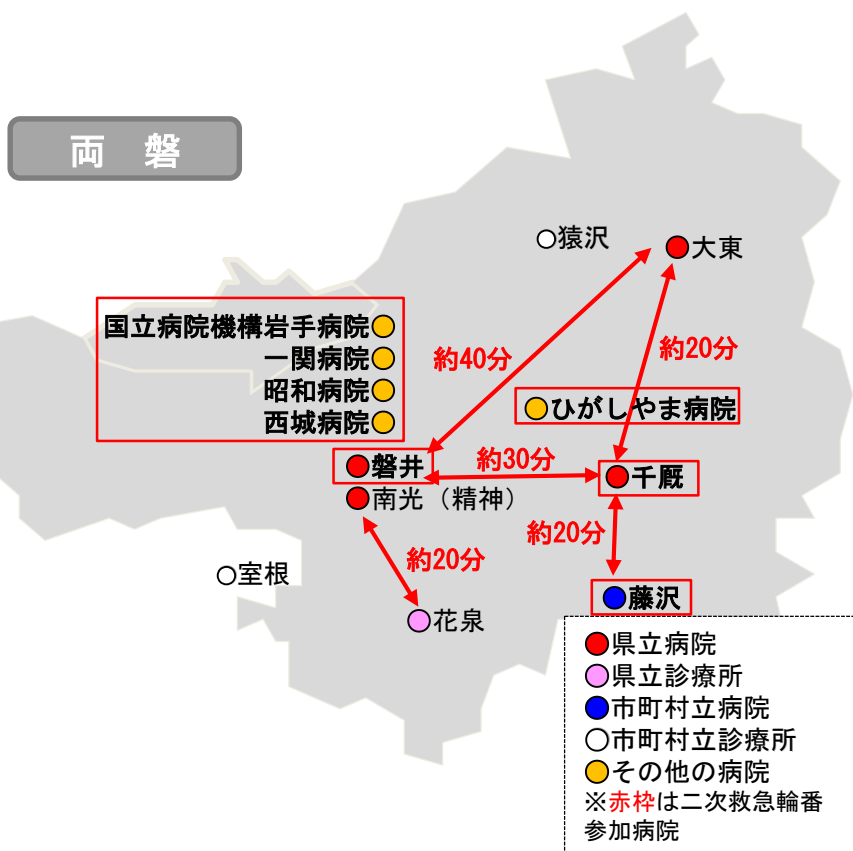 両　磐
猿沢
大東
国立病院機構岩手病院
一関病院
昭和病院
西城病院
約40分
約20分
ひがしやま病院
磐井
約30分
千厩
南光（精神）
約20分
約20分
室根
藤沢
花泉
県立病院
県立診療所
市町村立病院
市町村立診療所
その他の病院
※赤枠は二次救急輪番
参加病院